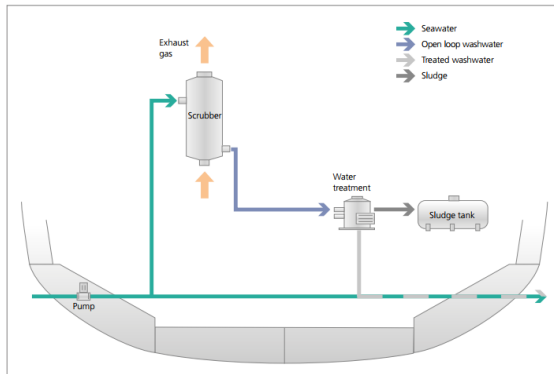 Exhaust
gas
Seawater
Open loop washwater
Treated washwater
Sludge
Scrubber
Water
treatment
Sludge tank
Pump